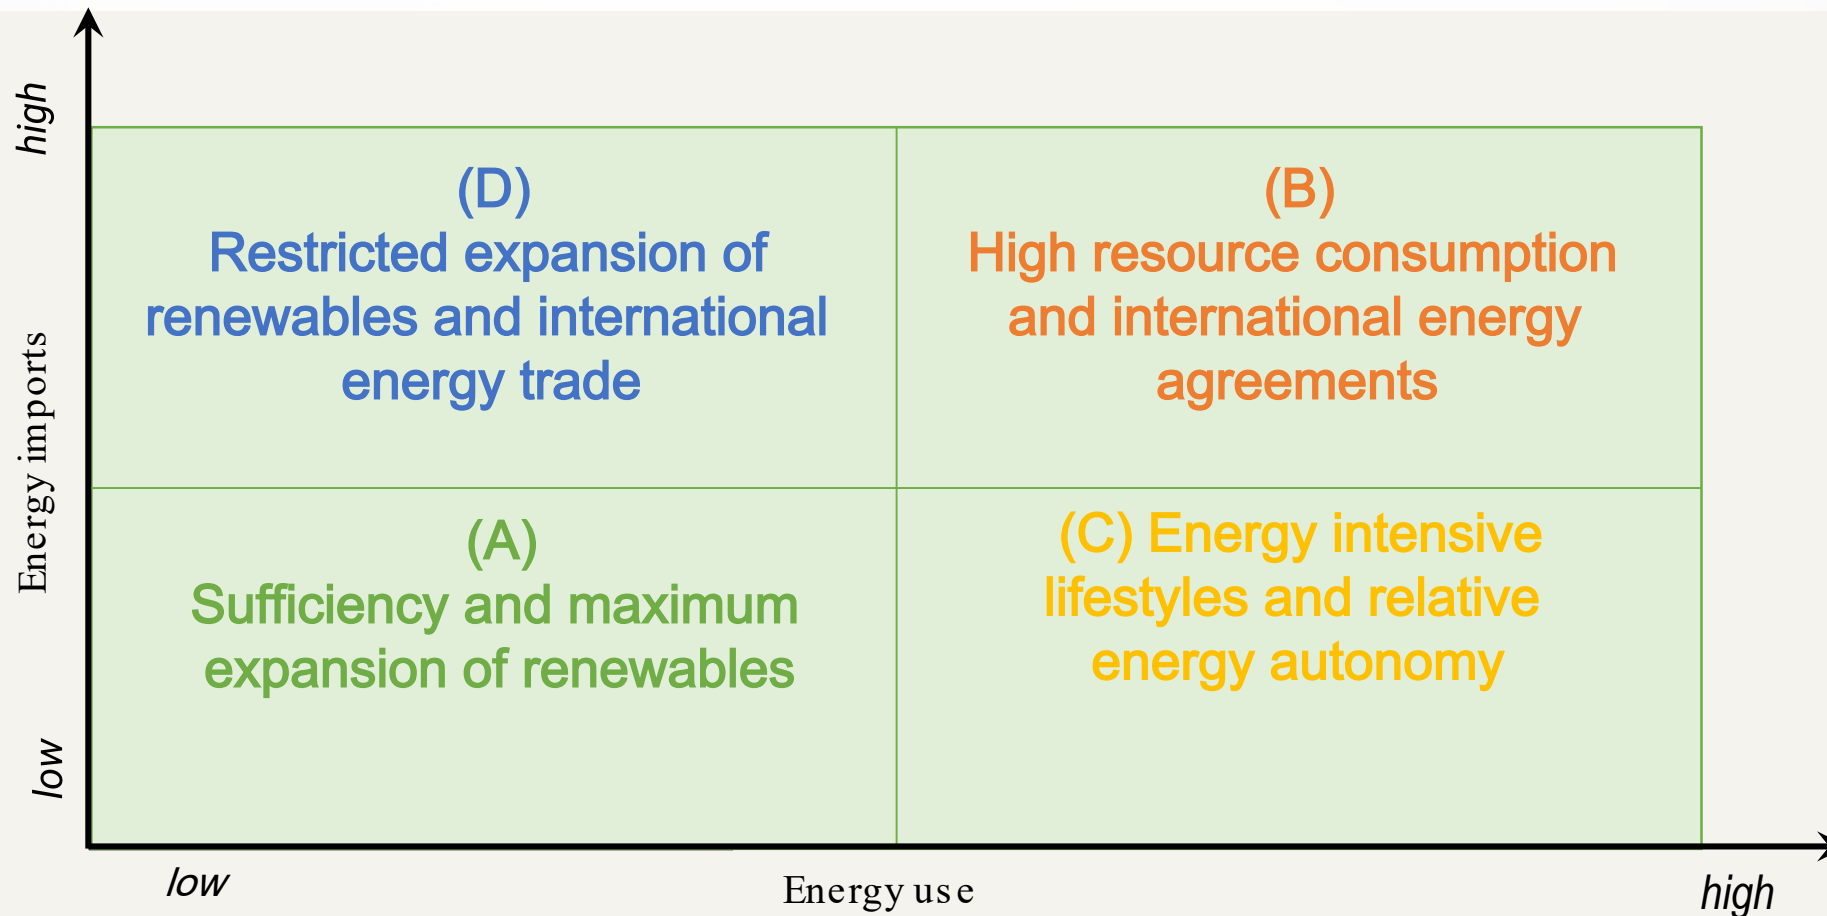 high
Energy imports
low
(D)
Restricted expansion of
renewables and international
energy trade
(B)
High resource consumption
and international energy
agreements
(A)
Sufficiency and maximum
expansion of renewables
(C) Energy intensive
lifestyles and relative
energy autonomy
low
Energy use
high